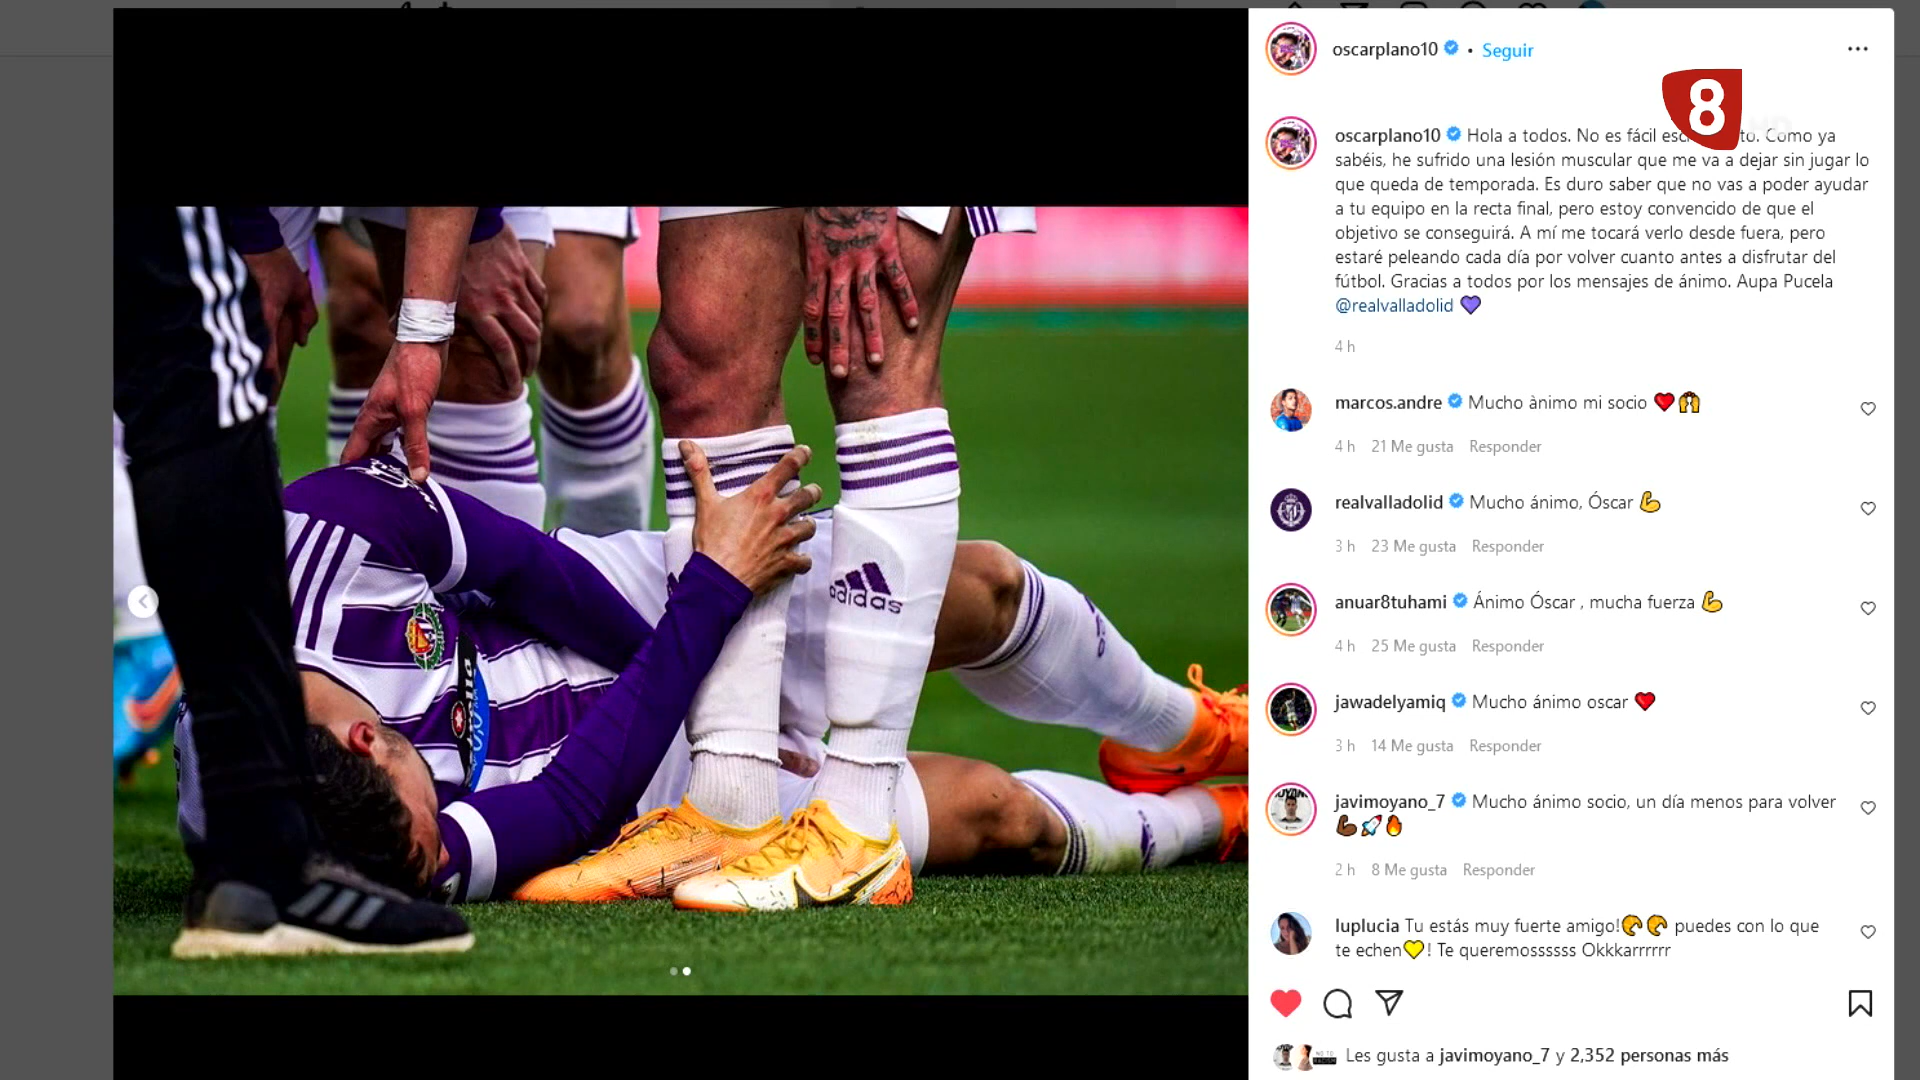 oscarplano10 • Seguir
8
HD
oscarplano10 Hola a todos. No es fácil to. Como ya
sabéis, he sufrido una lesión muscular que me va a dejar sin jugar lo
que queda de temporada. Es duro saber que no vas a poder ayudar
a tu equipo en la recta final, pero estoy convencido de que el
objetivo se conseguirá. A mí me tocará verlo desde fuera, pero
estaré peleando cada día por volver cuanto antes a disfrutar del
fútbol. Gracias a todos por los mensajes de ánimo. Aupa Pucela
@realvalladolid 💜
4 h
marcos.andre Mucho ànimo mi socio ❤️🙌
4 h 21 Me gusta Responder
realvalladolid Mucho ánimo, Óscar 💪
3 h 23 Me gusta Responder
anuar8tuhami Ánimo Óscar , mucha fuerza 💪
4 h 25 Me gusta Responder
jawadelyamiq Mucho ánimo oscar ❤️
3 h 14 Me gusta Responder
javimoyano_7 Mucho ánimo socio, un día menos para volver
💪🏿🚀🔥
2 h 8 Me gusta Responder
luplucia Tu estás muy fuerte amigo! puedes con lo que
te echen💛! Te queremossssss Okkkarrrrrr
Les gusta a javimoyano_7 y 2,352 personas más
adidas